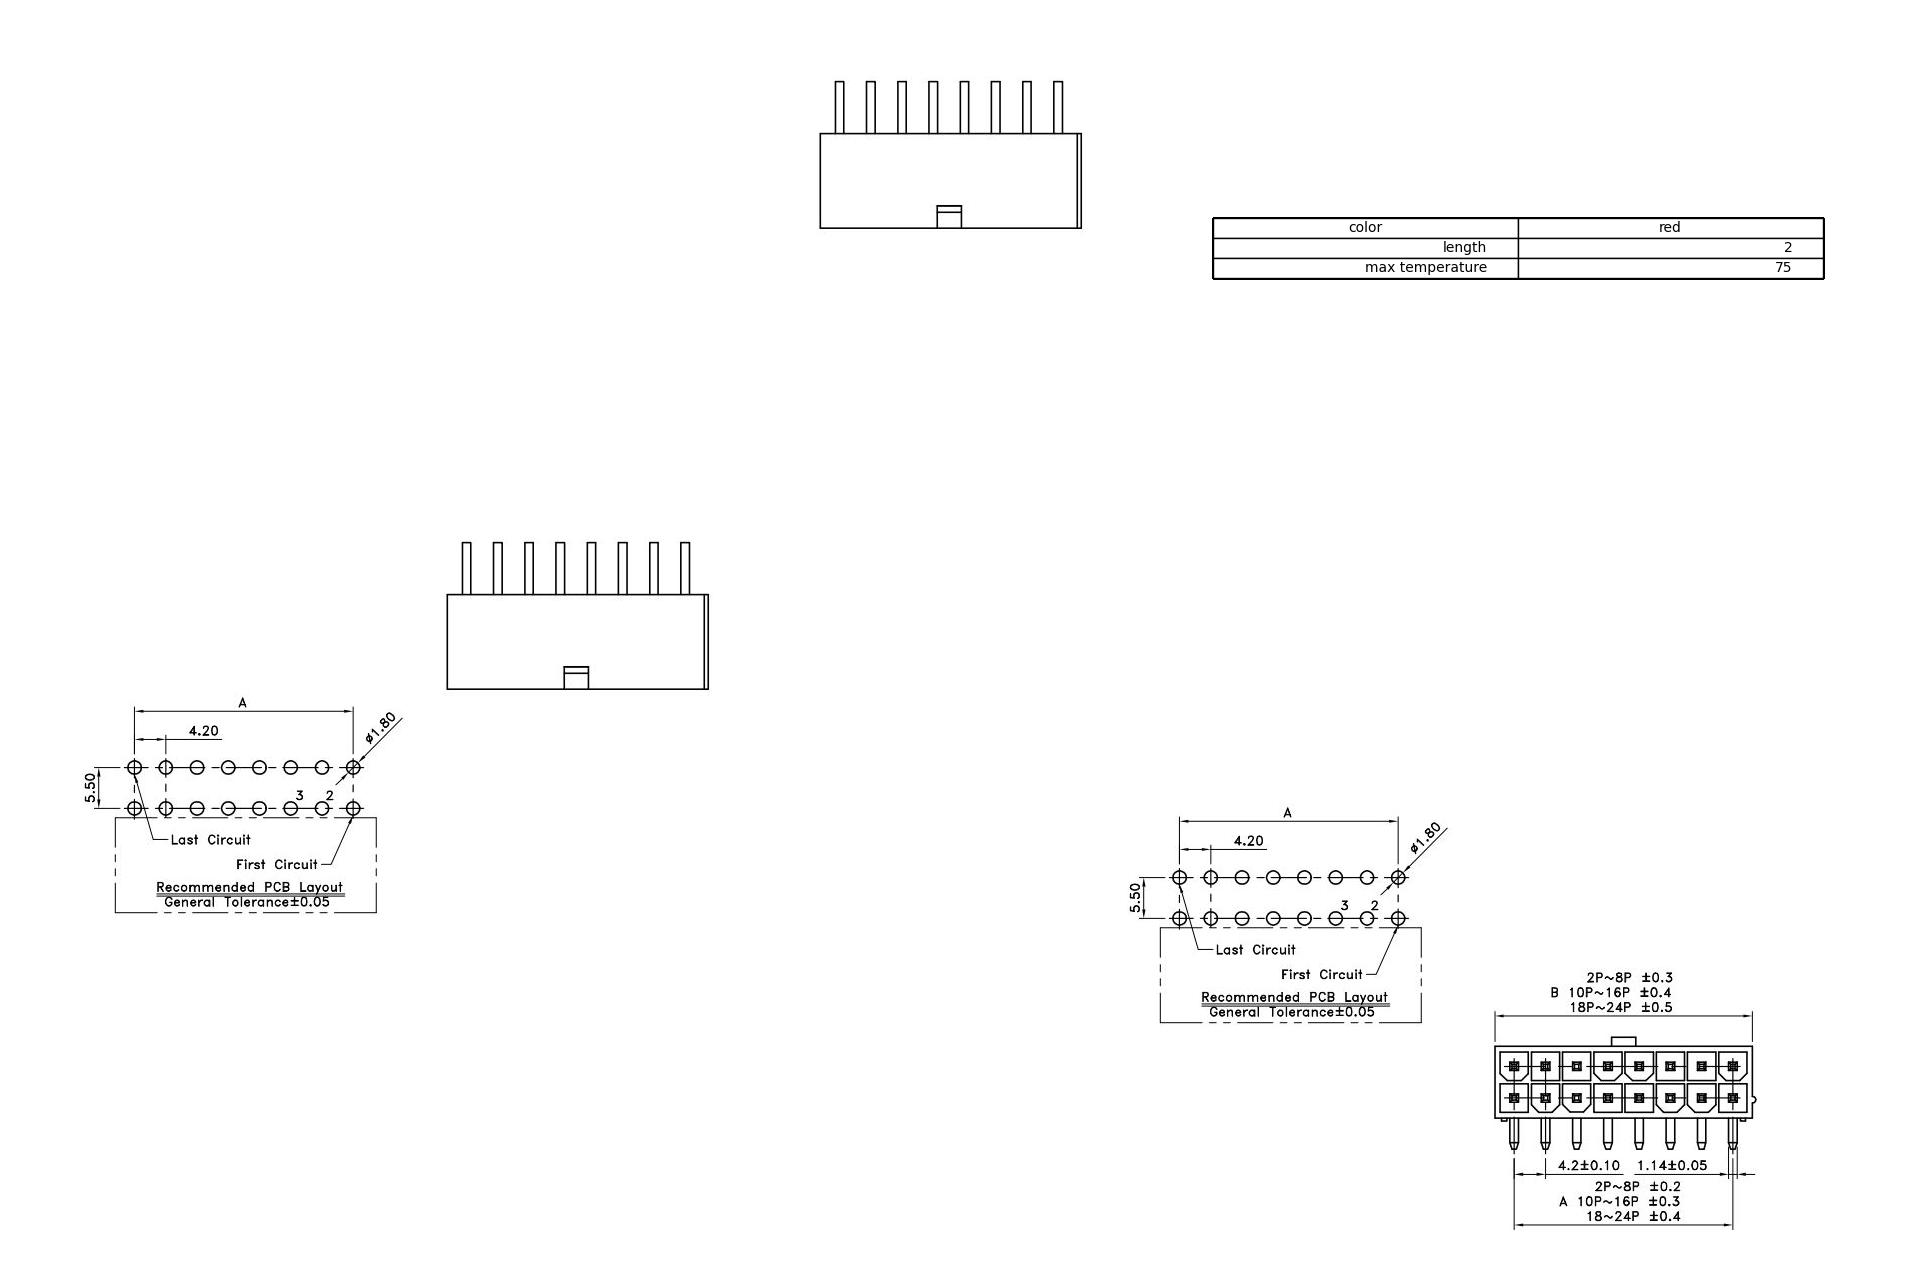 color red
length 2
max temperature 75
A
4.20
ø1.80
5.50
3 2
Last Circuit
First Circuit
Recommended PCB Layout
General Tolerance±0.05
A
4.20
ø1.80
5.50
3 2
Last Circuit
First Circuit
Recommended PCB Layout
General Tolerance±0.05
2P~8P ±0.3
B 10P~16P ±0.4
18P~24P ±0.5
4.2±0.10 1.14±0.05
2P~8P ±0.2
A 10P~16P ±0.3
18~24P ±0.4